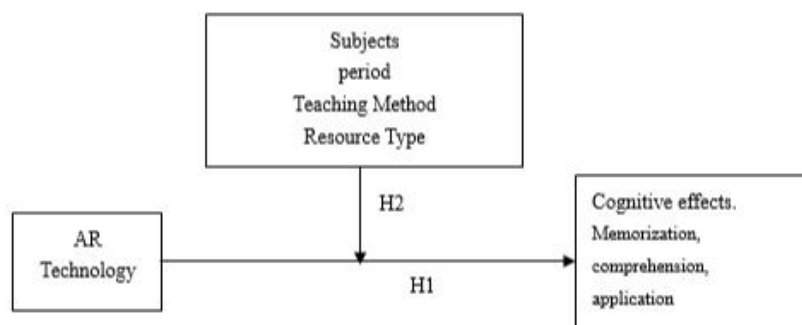 Subjects
period
Teaching Method
Resource Type
H2
AR
Technology
H1
Cognitive effects.
Memorization,
comprehension,
application